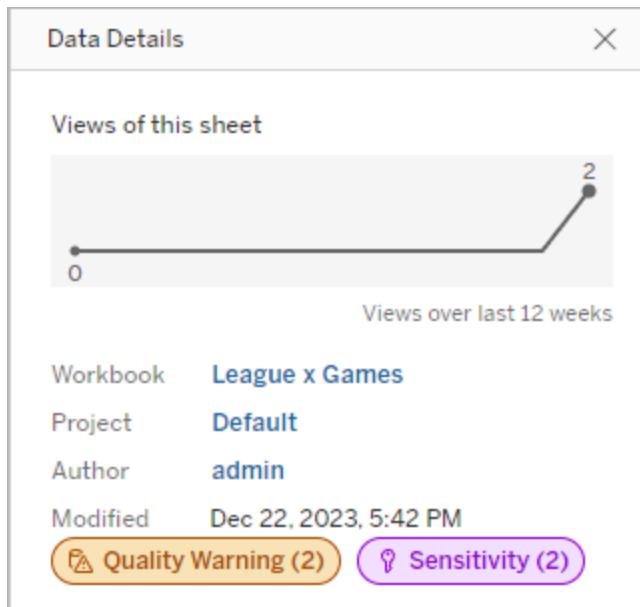 Data Details
Views of this sheet
2
0
Views over last 12 weeks
Workbook League x Games
Project Default
Author admin
Modified Dec 22, 2023, 5:42 PM
Quality Warning (2) Sensitivity (2)